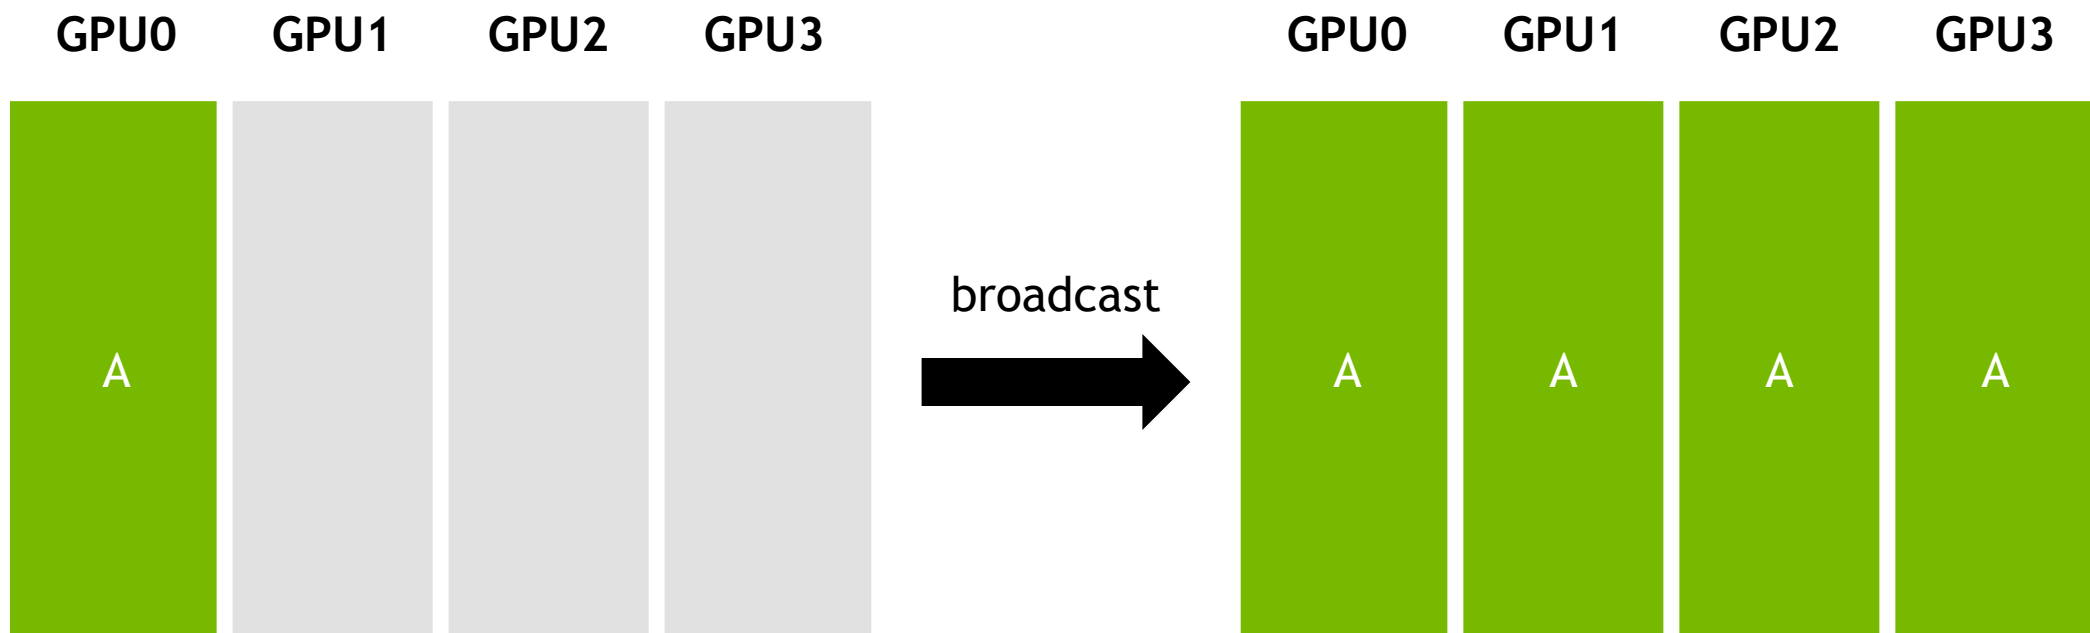 GPU0 GPU1 GPU2 GPU3 GPU0 GPU1 GPU2 GPU3
broadcast
A A A A A